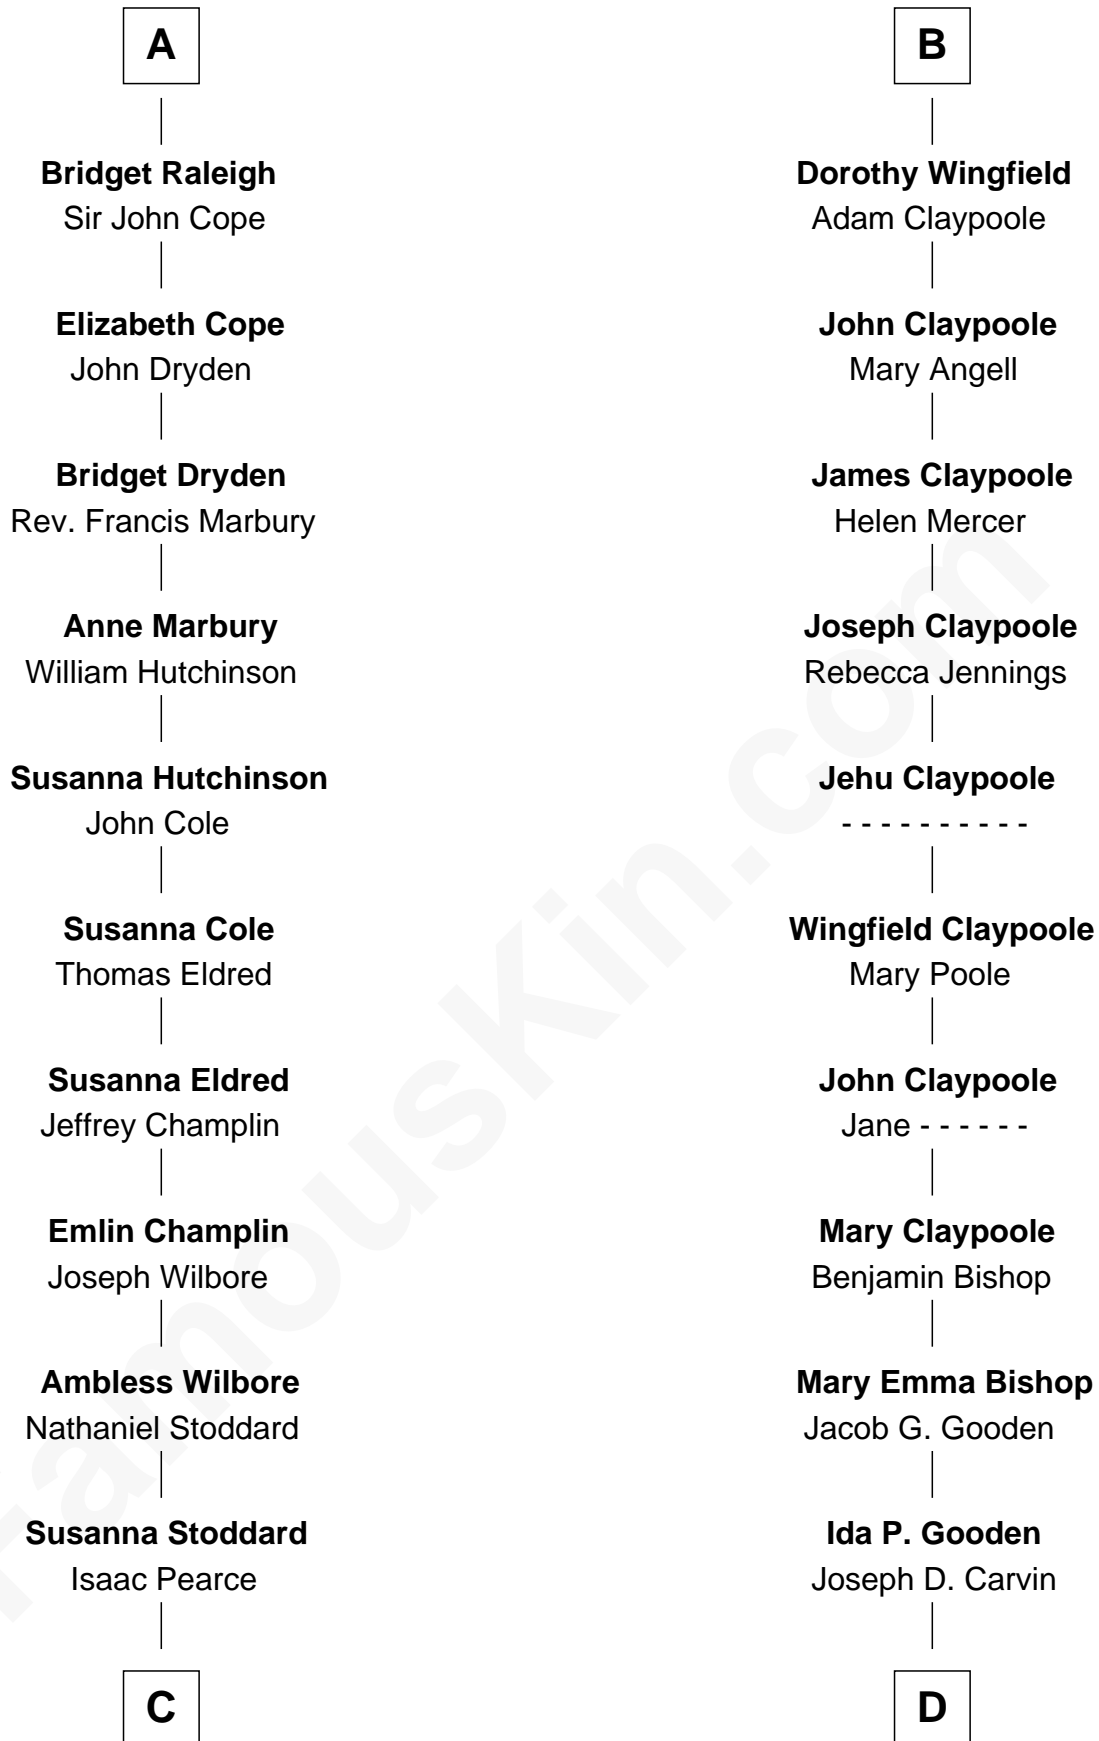 A
Bridget Raleigh
Sir John Cope
Elizabeth Cope
John Dryden
Bridget Dryden
Rev. Francis Marbury
Anne Marbury
William Hutchinson
Susanna Hutchinson
John Cole
Susanna Cole
Thomas Eldred
Susanna Eldred
Jeffrey Champlin
Emlin Champlin
Joseph Wilbore
Ambless Wilbore
Nathaniel Stoddard
Susanna Stoddard
Isaac Pearce
C
B
Dorothy Wingfield
Adam Claypoole
John Claypoole
Mary Angell
James Claypoole
Helen Mercer
Joseph Claypoole
Rebecca Jennings
Jehu Claypoole
- - - - - - - - - -
Wingfield Claypoole
Mary Poole
John Claypoole
Jane - - - - - -
Mary Claypoole
Benjamin Bishop
Mary Emma Bishop
Jacob G. Gooden
Ida P. Gooden
Joseph D. Carvin
D
FamousKin.com